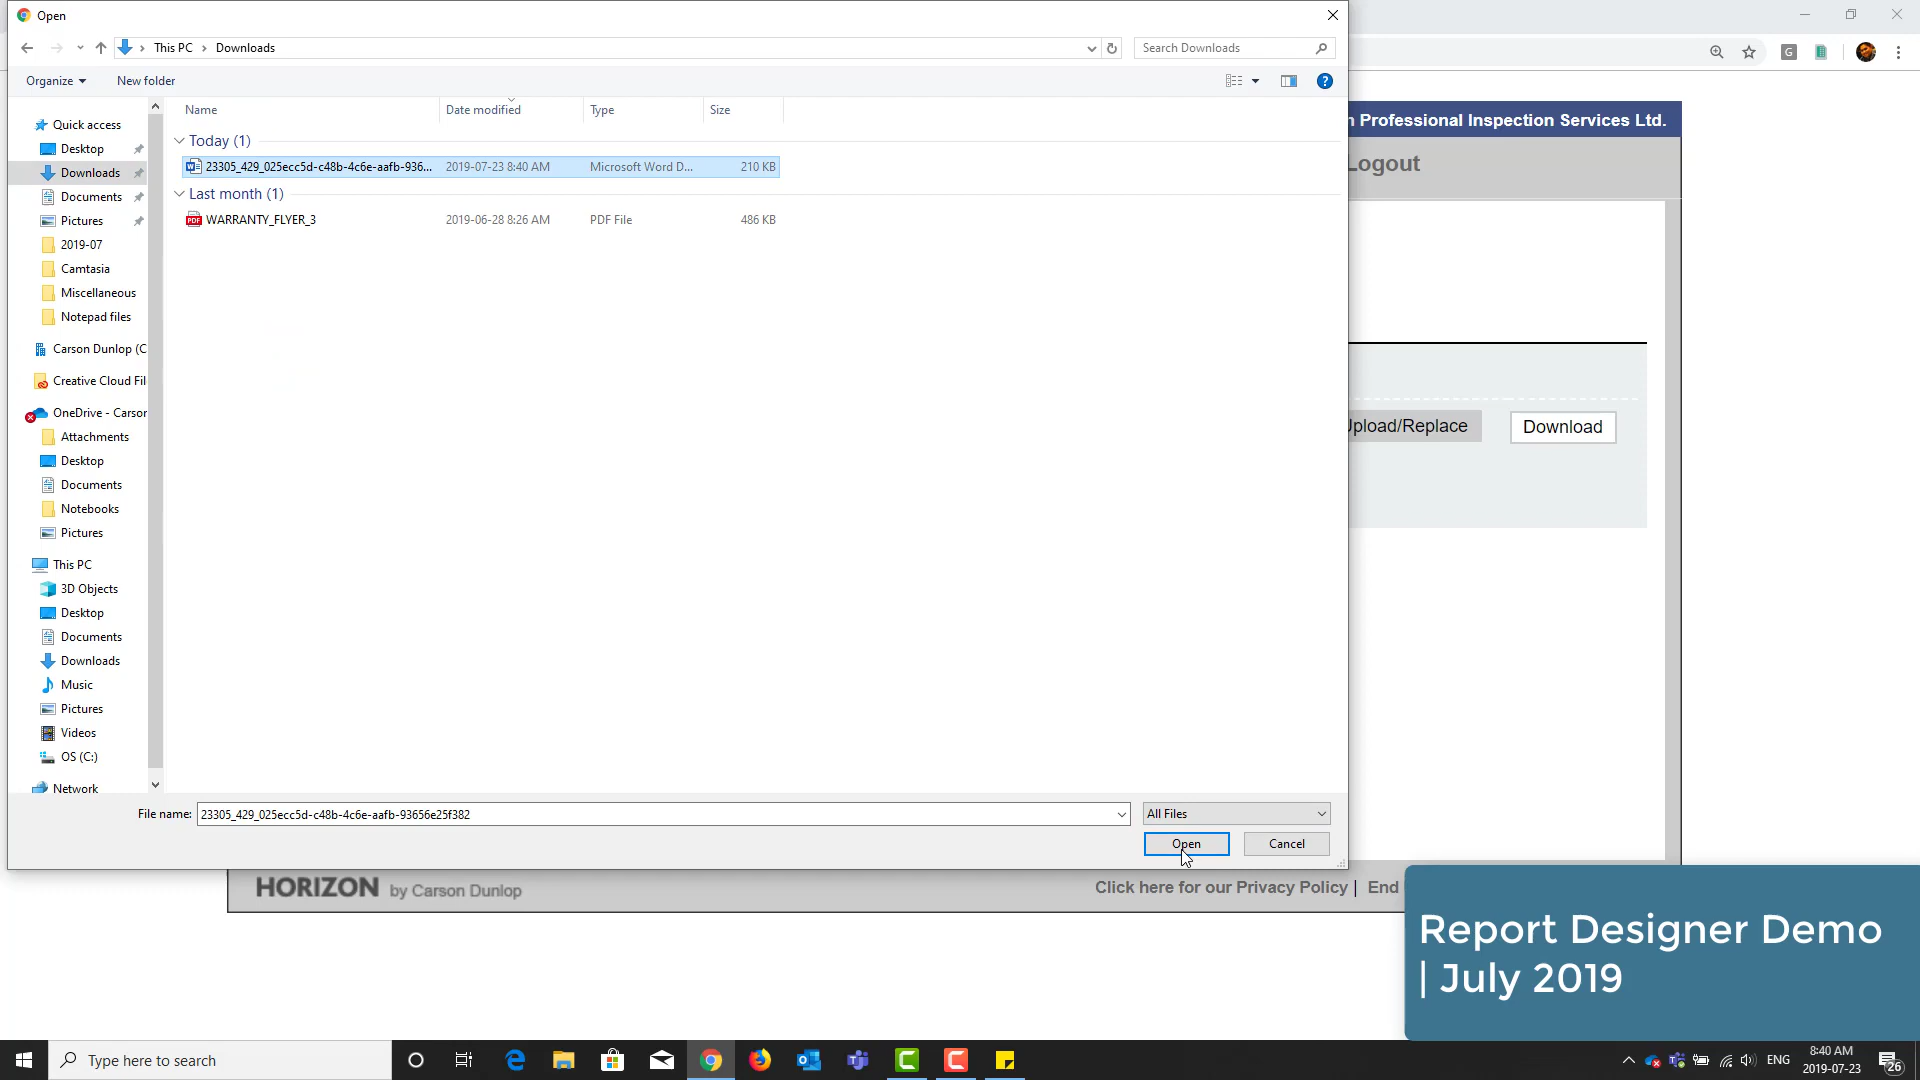 Open
This PC > Downloads
Search Downloads
Organize
New folder
Name
Date modified
Type
Size
Today (1)
23305_429_025ecc5d-c48b-4c6e-aafb-936... 2019-07-23 8:40 AM Microsoft Word D... 210 KB
Last month (1)
WARRANTY_FLYER_3 2019-06-28 8:26 AM PDF File 486 KB
Quick access
Desktop
Downloads
Documents
Pictures
2019-07
Camtasia
Miscellaneous
Notepad files
Carson Dunlop (C
Creative Cloud Fil
OneDrive - Carson
Attachments
Desktop
Documents
Notebooks
Pictures
This PC
3D Objects
Desktop
Documents
Downloads
Music
Pictures
Videos
OS (C:)
Network
File name: 23305_429_025ecc5d-c48b-4c6e-aafb-93656e25f382
All Files
Open
Cancel
Professional Inspection Services Ltd.
Logout
Upload/Replace
Download
HORIZON by Carson Dunlop
Click here for our Privacy Policy | End
Report Designer Demo
| July 2019
Type here to search
ENG
8:40 AM
2019-07-23
26